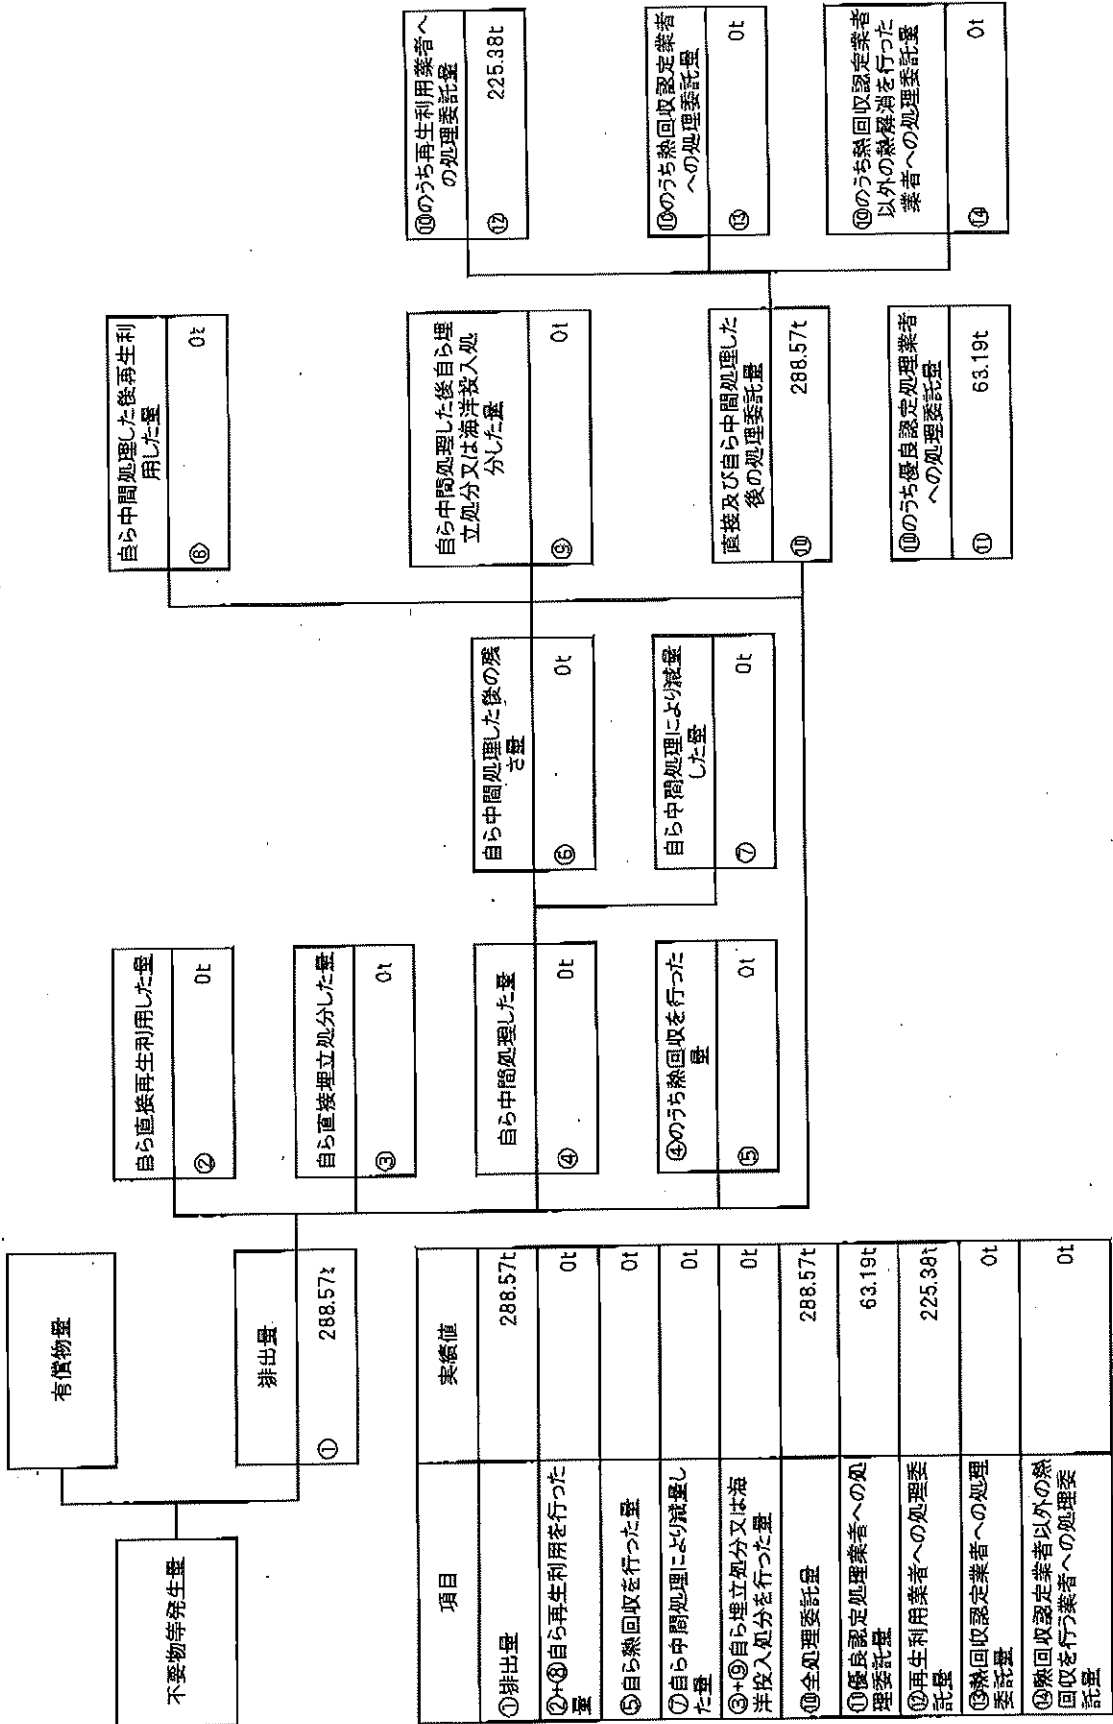 不要物等発生量
有償物量
排出量
① 288.57t
自ら直接再生利用した量
② 0t
自ら直接埋立処分した量
③ 0t
自ら中間処理した量
④ 0t
④のうち熱回収を行った
量
⑤ 0t
自ら中間処理した後の残
さ量
⑥ 0t
自ら中間処理により減量
した量
⑦ 0t
自ら中間処理した後再生利
用した量
⑧ 0t
自ら中間処理した後自ら埋
立処分又は海洋投入処
分した量
⑨ 0t
直接及び自ら中間処理した
後の処理委託量
⑩ 288.57t
⑩のうち優良認定処理業者
への処理委託量
⑪ 63.19t
⑩のうち再生利用業者へ
の処理委託量
⑫ 225.38t
⑩のうち熱回収認定業者
への処理委託量
⑬ 0t
⑩のうち熱回収認定業者
以外の熱解消を行った
業者への処理委託量
⑭ 0t
項目 実績値
①排出量 288.57t
②+⑧自ら再生利用を行った
量 0t
⑤自ら熱回収を行った量 0t
⑦自ら中間処理により減量し
た量 0t
③+⑨自ら埋立処分又は海
洋投入処分を行った量 0t
⑩全処理委託量 288.57t
⑪優良認定処理業者への処
理委託量 63.19t
⑫再生利用業者への処理委
託量 225.38t
⑬熱回収認定業者への処理
委託量 0t
⑭熱回収認定業者以外の熱
回収を行う業者への処理委
託量 0t